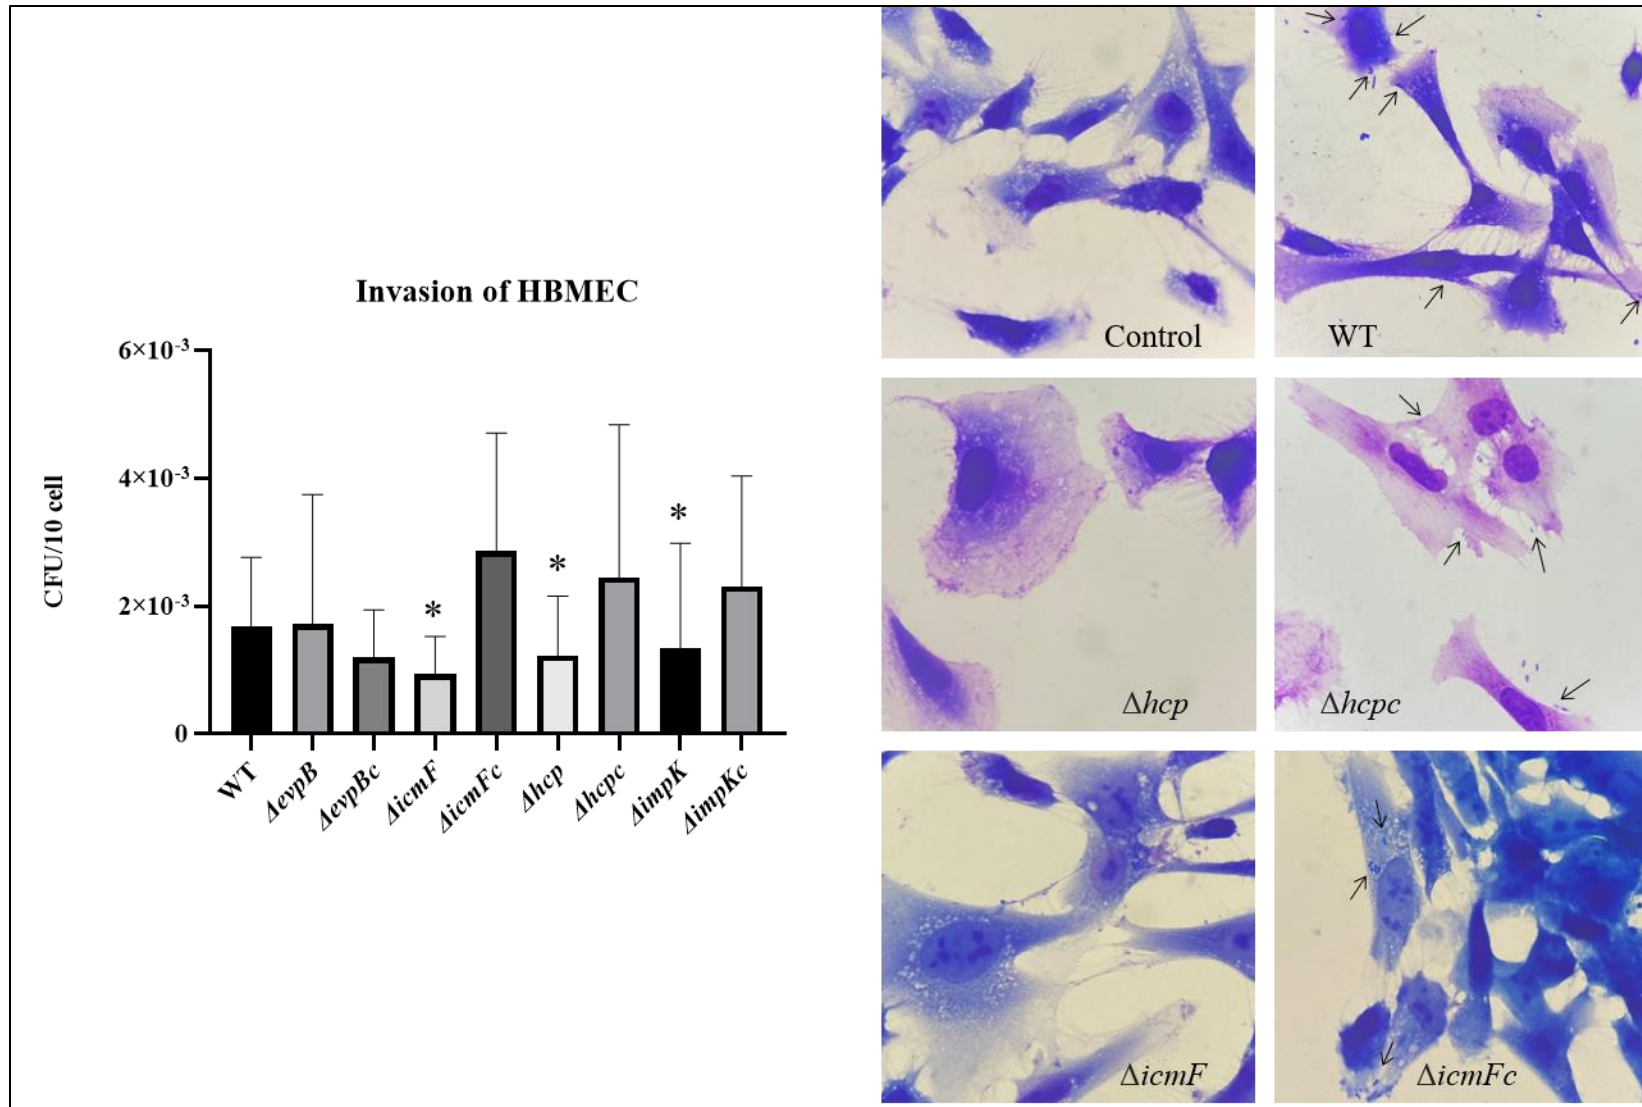 Invasion of HBMEC
CFU/10 cell
6×10⁻³
4×10⁻³
2×10⁻³
0
* * *
WT ΔevpB ΔevpBc ΔicmF ΔicmFc Δhcp Δhcpc ΔimpK ΔimpKc
Control
WT
Δhcp
Δhcpc
ΔicmF
ΔicmFc